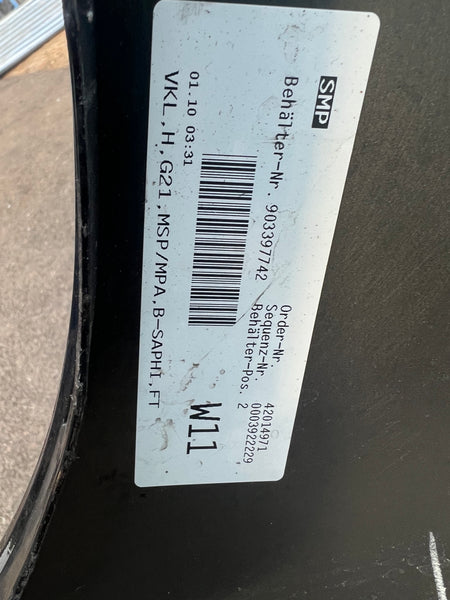 SMP
Behälter-Nr. 903397742
Order-Nr. 42014971
Sequenz-Nr. 0003922229
Behälter-Pos. 2
01.10 03:31
W11
VKL,H,G21,MSP/MPA,B-SAPHI,FT